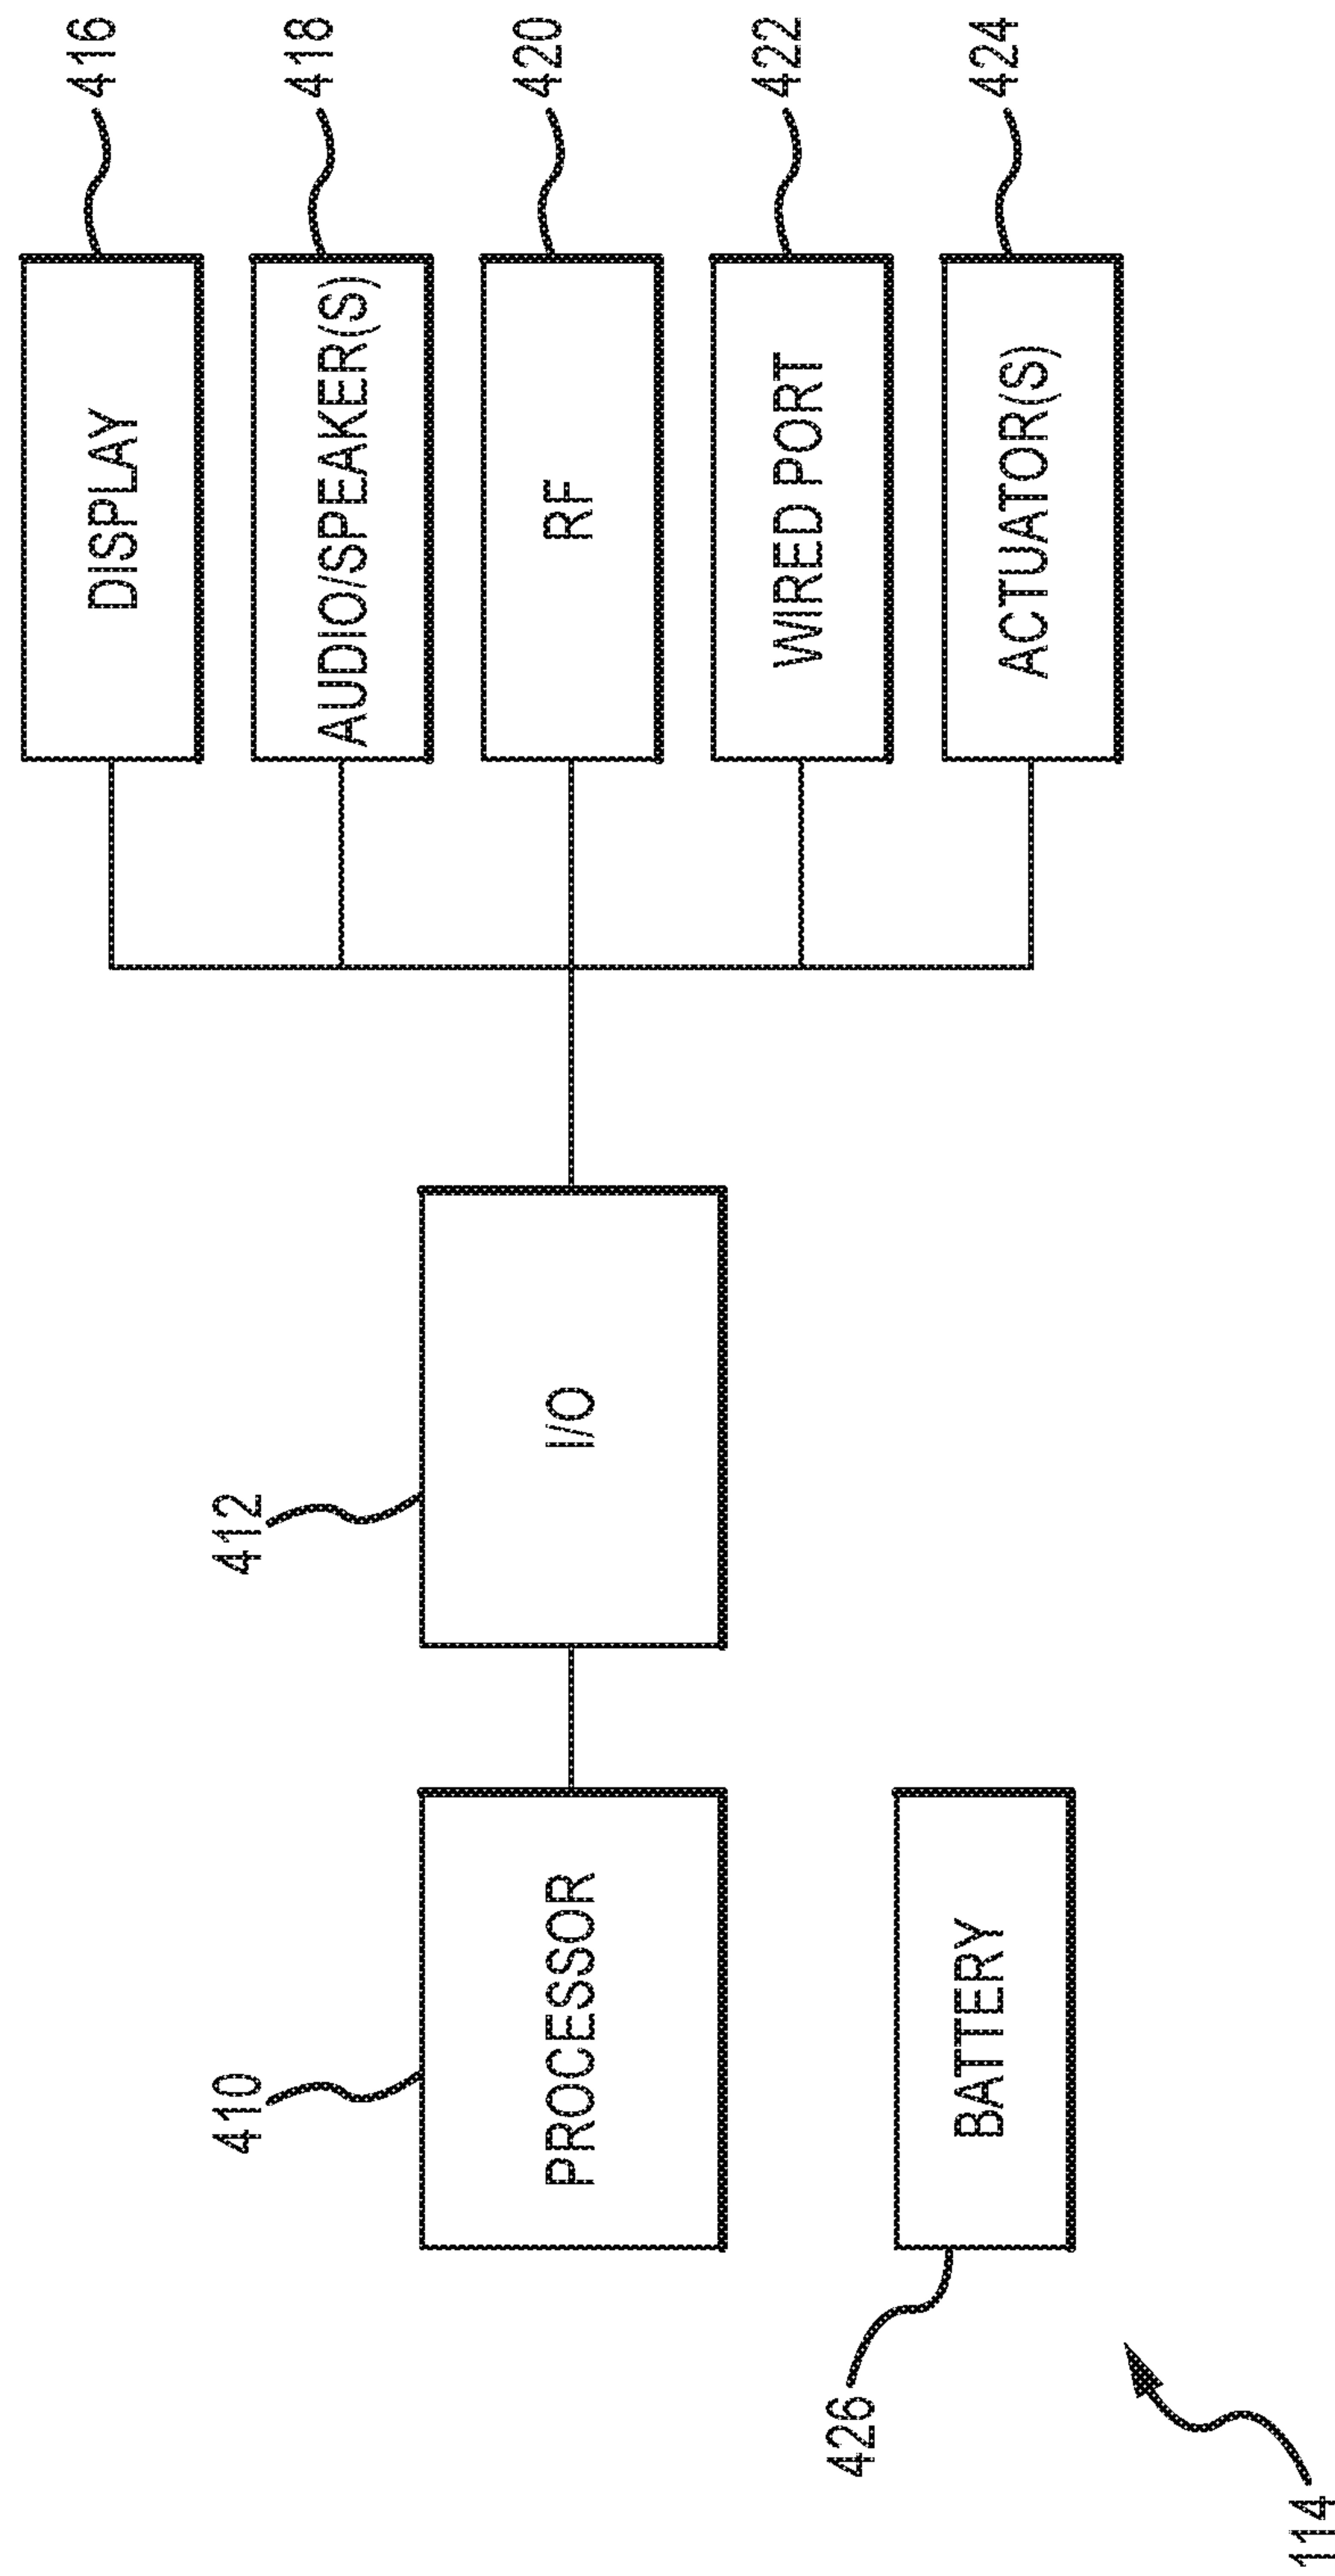 DISPLAY
416
AUDIO/SPEAKER(S)
418
410
412
PROCESSOR
I/O
RF
420
WIRED PORT
422
426
BATTERY
ACTUATOR(S)
424
114